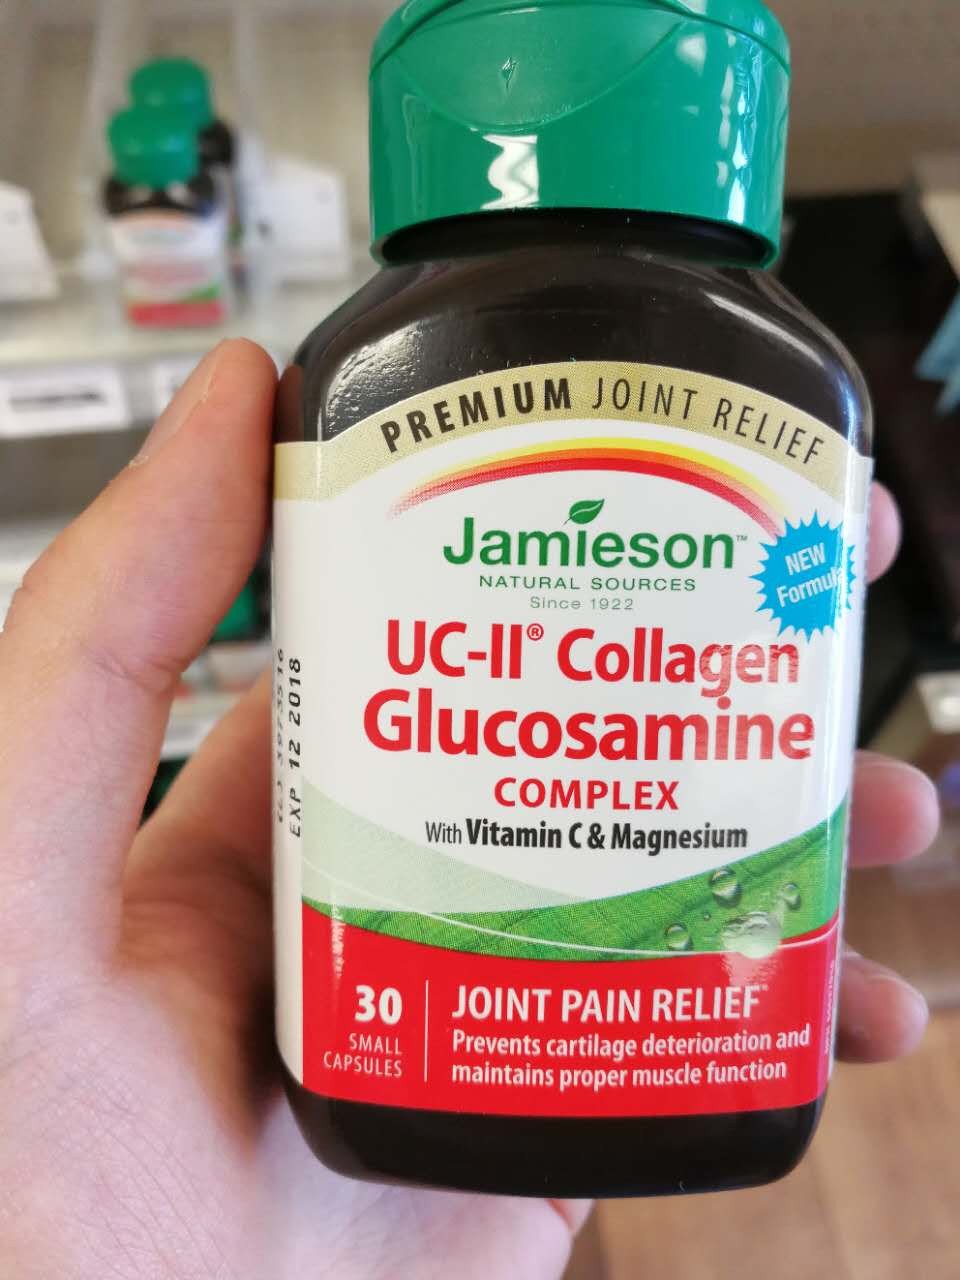 PREMIUM JOINT RELIEF
Jamieson™
NATURAL SOURCES
Since 1922
NEW
Formula
UC-II® Collagen
Glucosamine
COMPLEX
With Vitamin C & Magnesium
30
SMALL
CAPSULES
JOINT PAIN RELIEF™
Prevents cartilage deterioration and
maintains proper muscle function
EXP 12 2018